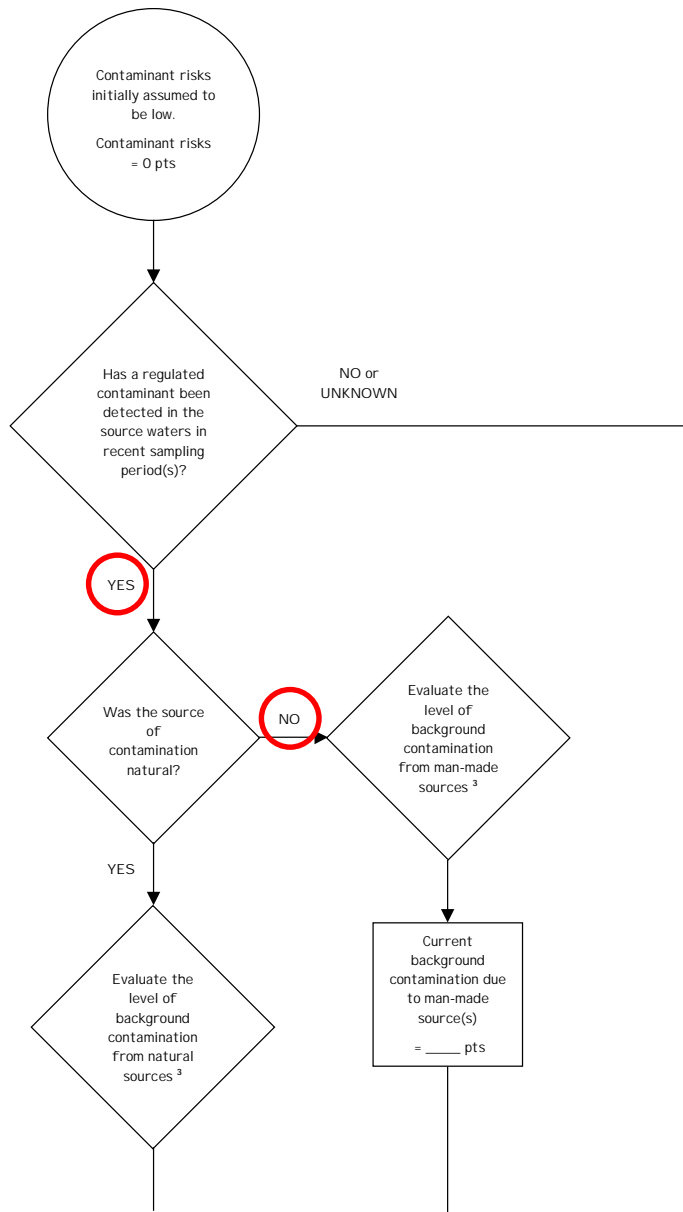 Contaminant risks
initially assumed to
be low.
Contaminant risks
= 0 pts
Has a regulated
contaminant been
detected in the
source waters in
recent sampling
period(s)?
NO or
UNKNOWN
YES
Was the source
of
contamination
natural?
NO
Evaluate the
level of
background
contamination
from man-made
sources ³
YES
Evaluate the
level of
background
contamination
from natural
sources ³
Current
background
contamination due
to man-made
source(s)
= _____ pts